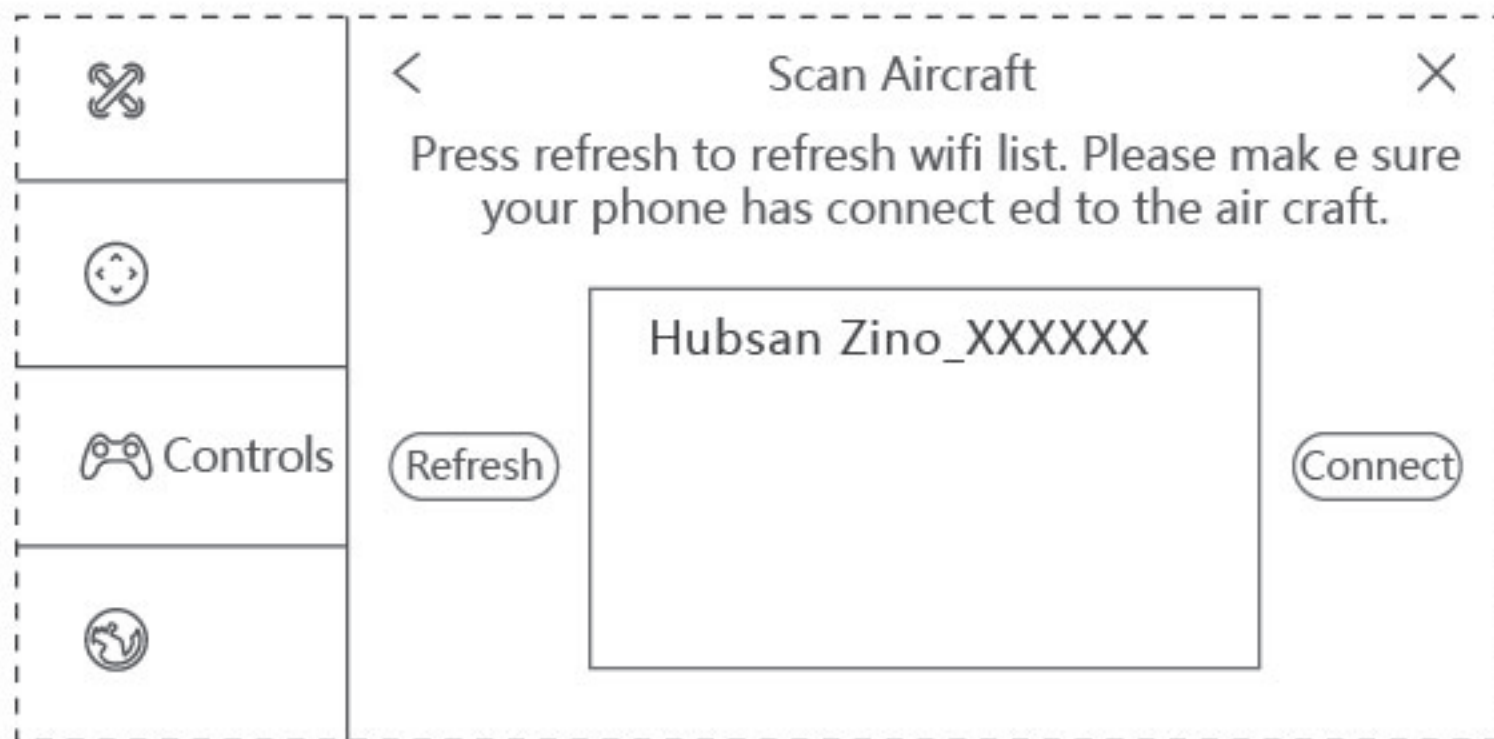 Scan Aircraft
Press refresh to refresh wifi list. Please mak e sure
your phone has connect ed to the air craft.
Hubsan Zino_XXXXXX
Controls
Refresh
Connect